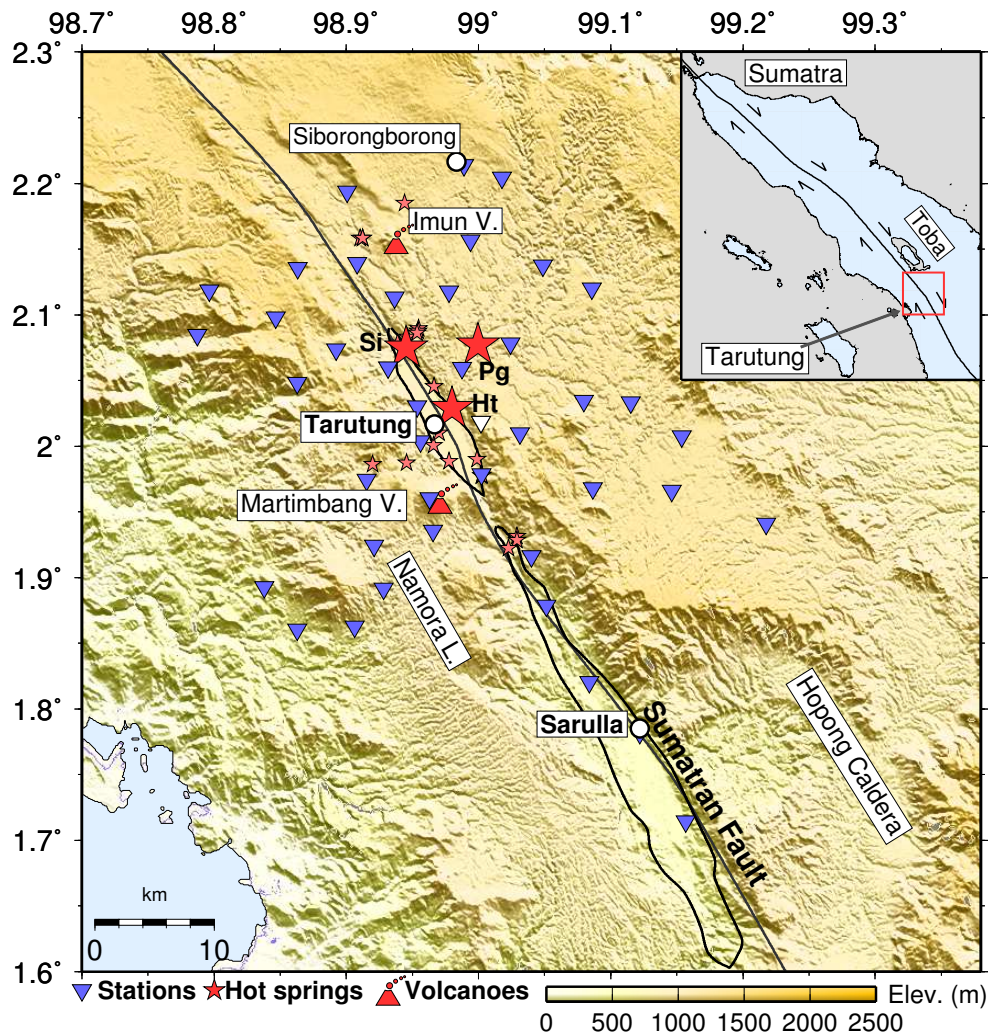 98.7˚ 98.8˚ 98.9˚ 99˚ 99.1˚ 99.2˚ 99.3˚
2.3˚
2.2˚
2.1˚
2˚
1.9˚
1.8˚
1.7˚
1.6˚
Sumatra
Toba
Tarutung
Siborongborong
Imun V.
Si
Pg
Ht
Tarutung
Martimbang V.
Namora L.
Sarulla
Sumatran Fault
Hopong Caldera
km
0 10
Stations Hot springs Volcanoes
Elev. (m)
0 500 1000 1500 2000 2500